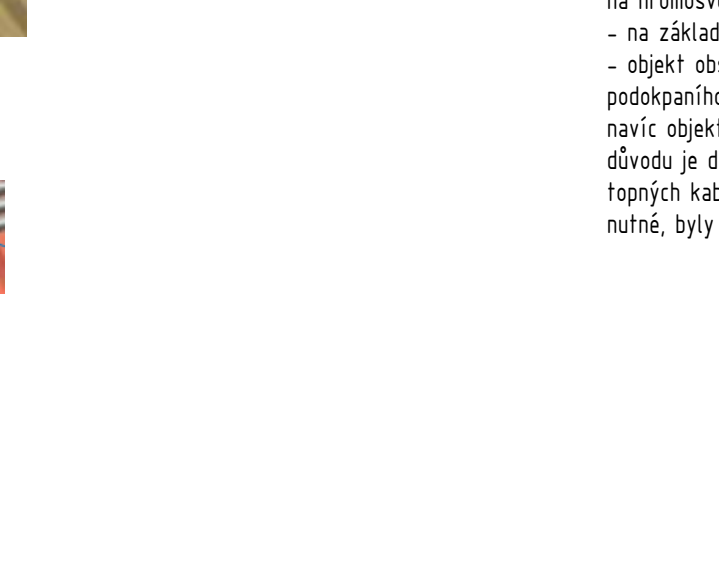 - na základ
- objekt obs
podokpaního
navíc objekt
důvodu je d
topných kab
nutné, byly